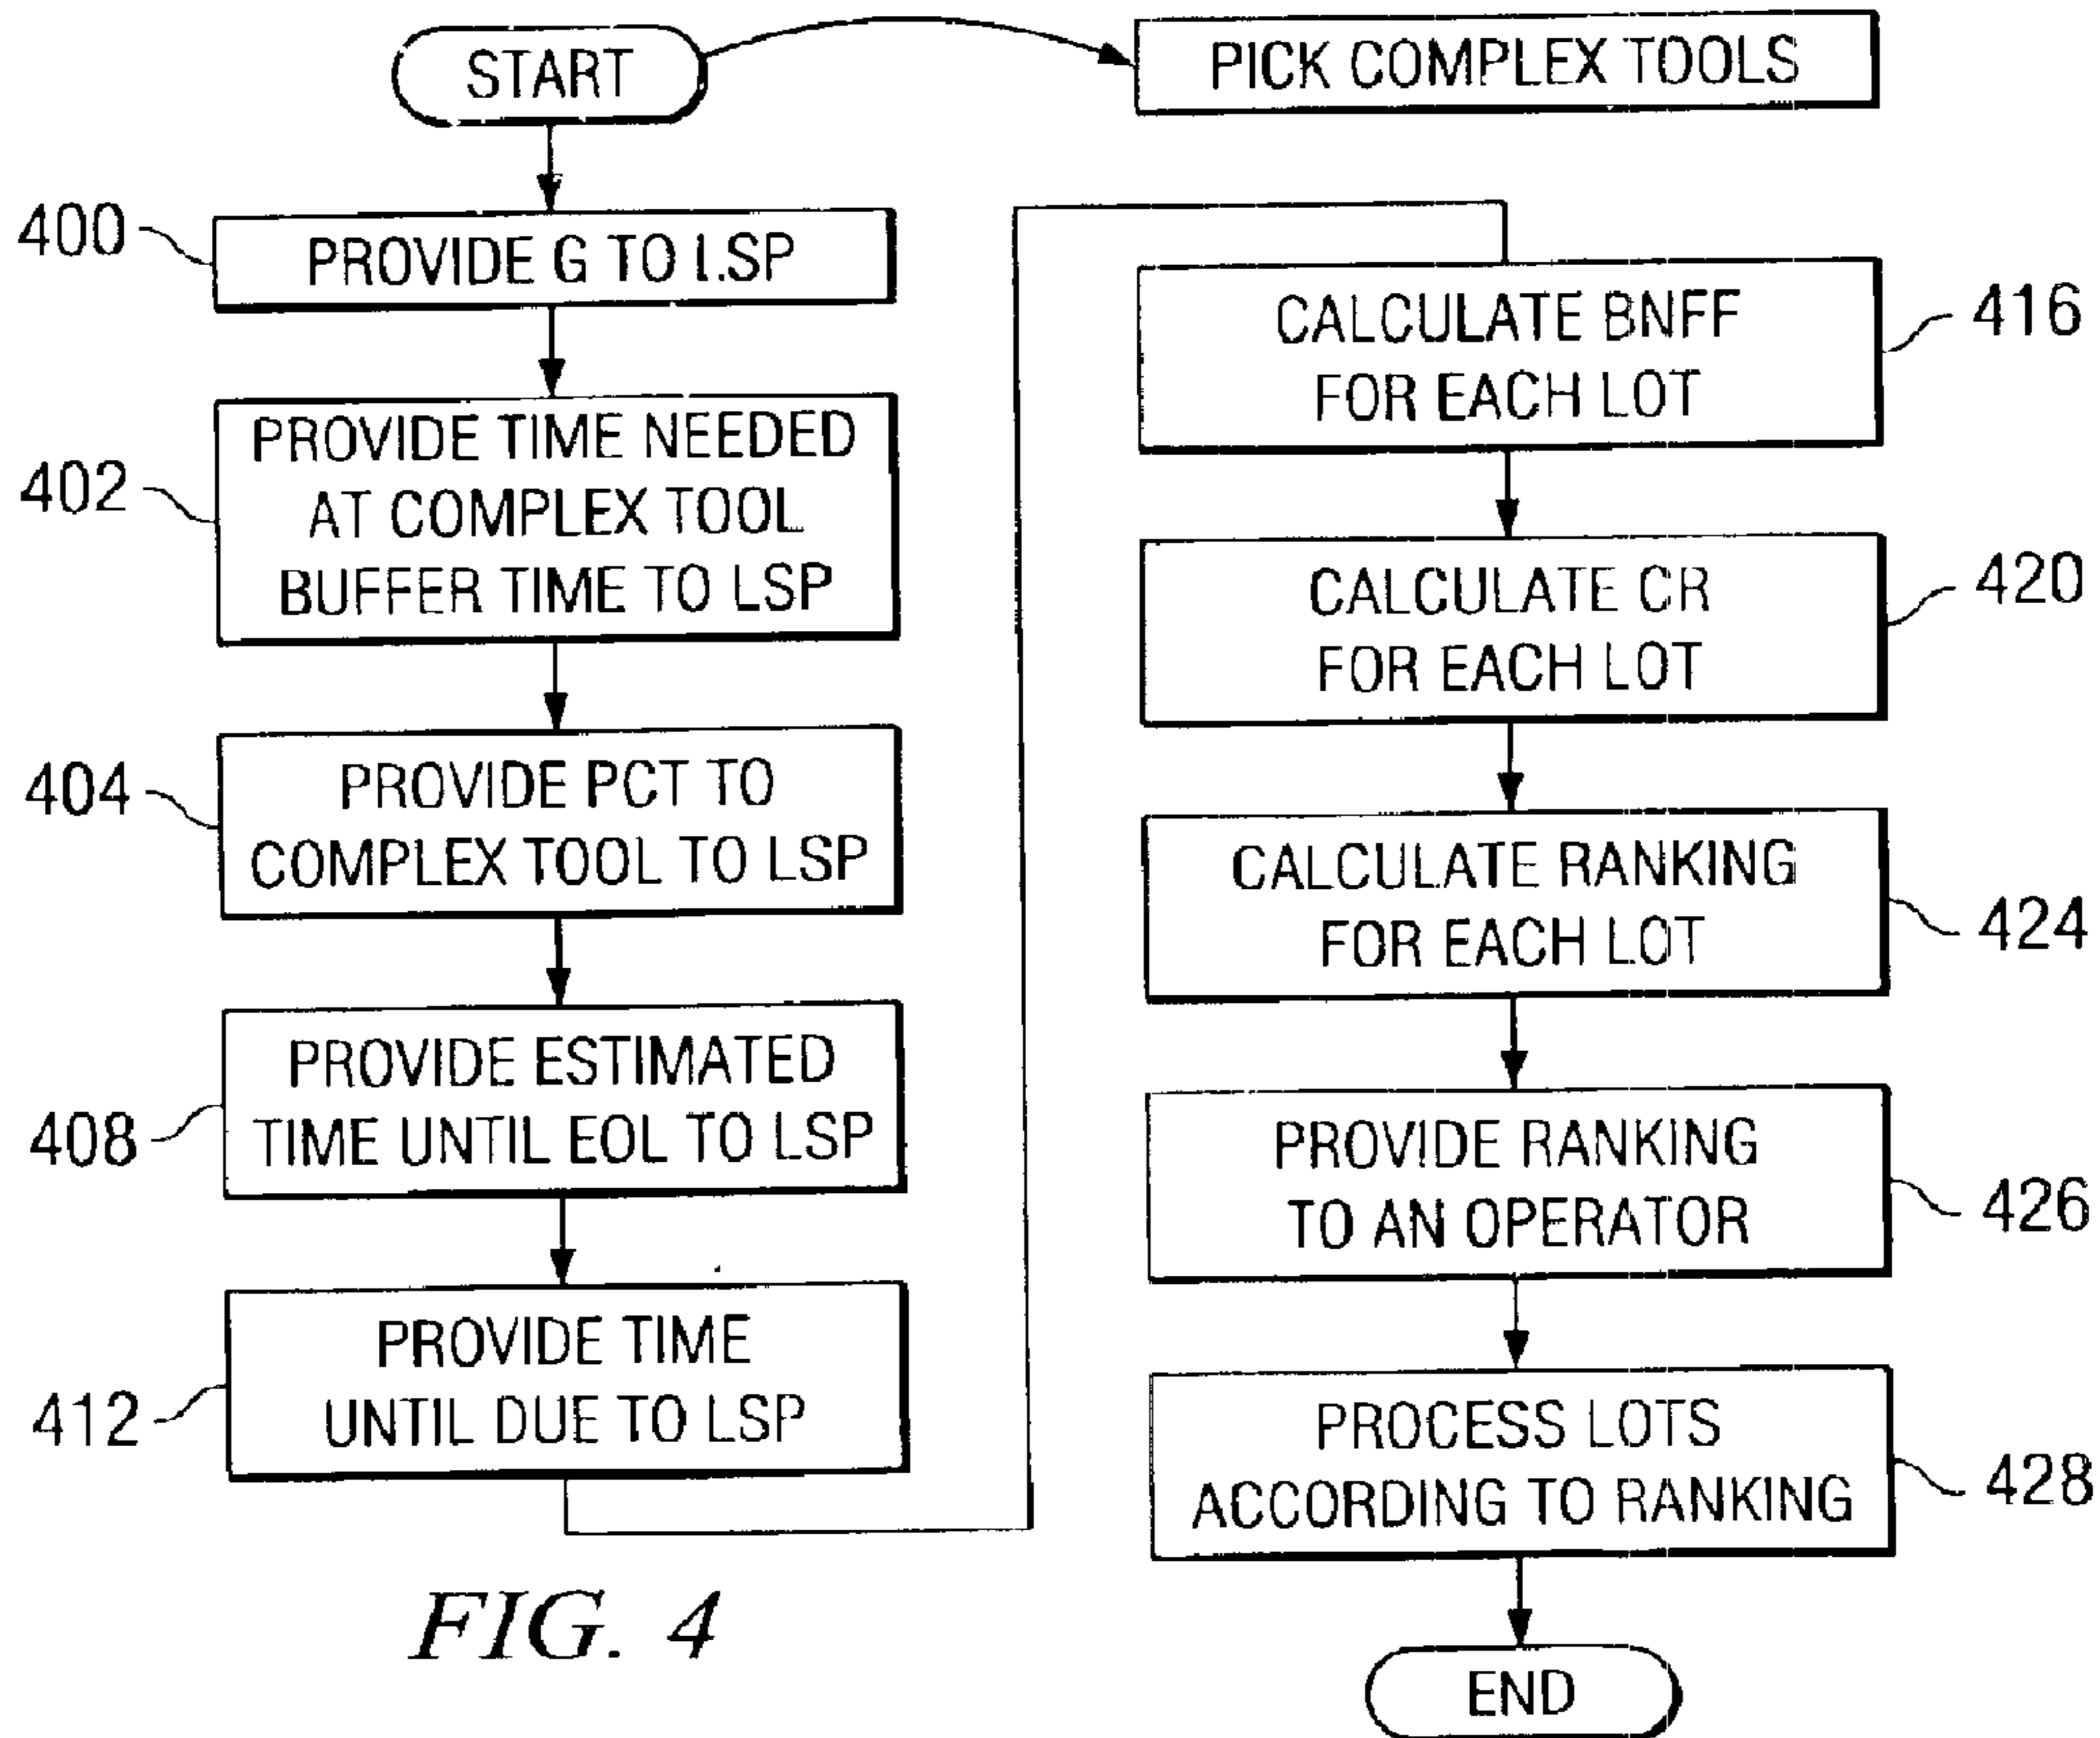 START
PICK COMPLEX TOOLS
400
PROVIDE G TO LSP
402
PROVIDE TIME NEEDED
AT COMPLEX TOOL
BUFFER TIME TO LSP
404
PROVIDE PCT TO
COMPLEX TOOL TO LSP
408
PROVIDE ESTIMATED
TIME UNTIL EOL TO LSP
412
PROVIDE TIME
UNTIL DUE TO LSP
CALCULATE BNFF
FOR EACH LOT
416
CALCULATE CR
FOR EACH LOT
420
CALCULATE RANKING
FOR EACH LOT
424
PROVIDE RANKING
TO AN OPERATOR
426
PROCESS LOTS
ACCORDING TO RANKING
428
END
FIG. 4